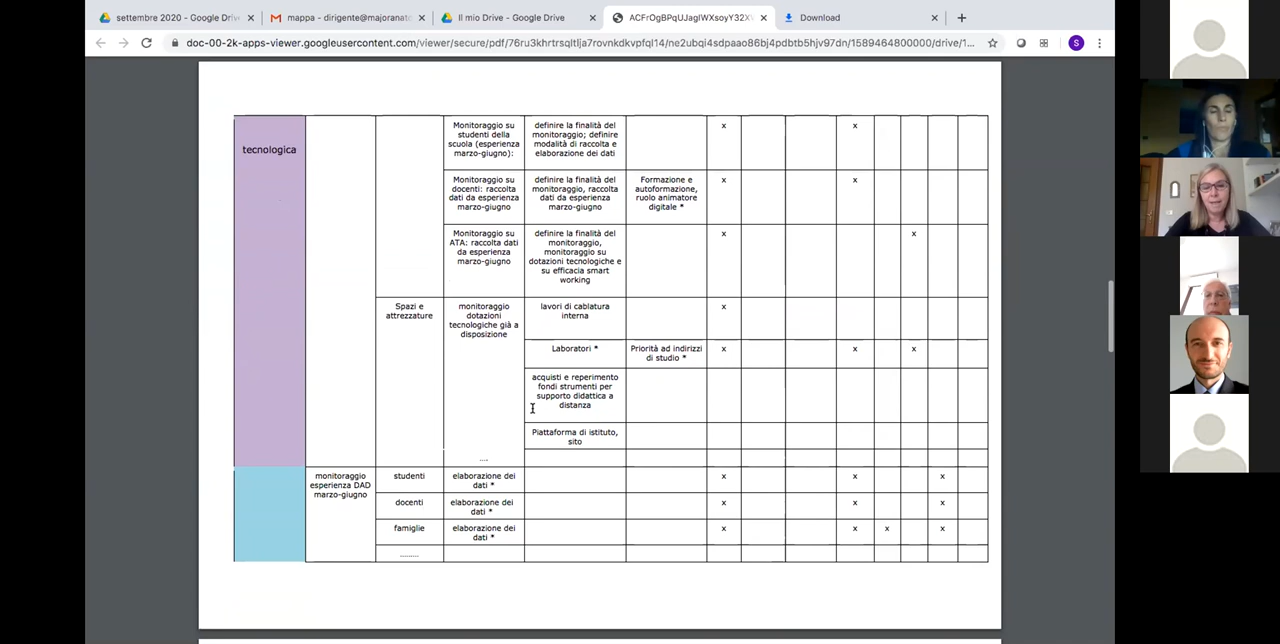 settembre 2020 - Google Driv
mappa - dirigente@majoranato
Il mio Drive - Google Drive
ACFrOgBPqUJagIWXsoyY32XV
Download
doc-00-2k-apps-viewer.googleusercontent.com/viewer/secure/pdf/76ru3khrtrsqltlja7rovnkdkvpfql14/ne2ubqi4sdpaao86bj4pdbtb5hjv97dn/1589464800000/drive/1...
S
tecnologica
Monitoraggio su
studenti della
scuola (esperienza
marzo-giugno):
definire la finalità del
monitoraggio; definire
modalità di raccolta e
elaborazione dei dati
x
x
Monitoraggio su
docenti: raccolta
dati da esperienza
marzo-giugno
definire la finalità del
monitoraggio, raccolta
dati da esperienza
marzo-giugno
Formazione e
autoformazione,
ruolo animatore
digitale *
x
x
Monitoraggio su
ATA: raccolta dati
da esperienza
marzo-giugno
definire la finalità del
monitoraggio,
monitoraggio su
dotazioni tecnologiche e
su efficacia smart
working
x
x
Spazi e
attrezzature
monitoraggio
dotazioni
tecnologiche già a
disposizione
lavori di cablatura
interna
x
Laboratori *
Priorità ad indirizzi
di studio *
x
x
x
acquisti e reperimento
fondi strumenti per
supporto didattica a
distanza
Piattaforma di istituto,
sito
....
monitoraggio
esperienza DAD
marzo-giugno
studenti
elaborazione dei
dati *
x
x
x
docenti
elaborazione dei
dati *
x
x
x
famiglie
elaborazione dei
dati *
x
x
x
x
.........